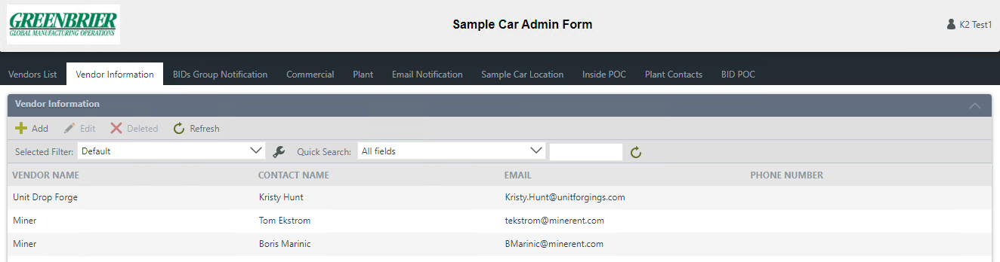 GREENBRIER
GLOBAL MANUFACTURING OPERATIONS
Sample Car Admin Form
K2 Test1
Vendors List Vendor Information BIDs Group Notification Commercial Plant Email Notification Sample Car Location Inside POC Plant Contacts BID POC
Vendor Information
Add Edit Deleted Refresh
Selected Filter: Default Quick Search: All fields
VENDOR NAME CONTACT NAME EMAIL PHONE NUMBER
Unit Drop Forge Kristy Hunt Kristy.Hunt@unitforgings.com
Miner Tom Ekstrom tekstrom@minerent.com
Miner Boris Marinic BMarinic@minerent.com